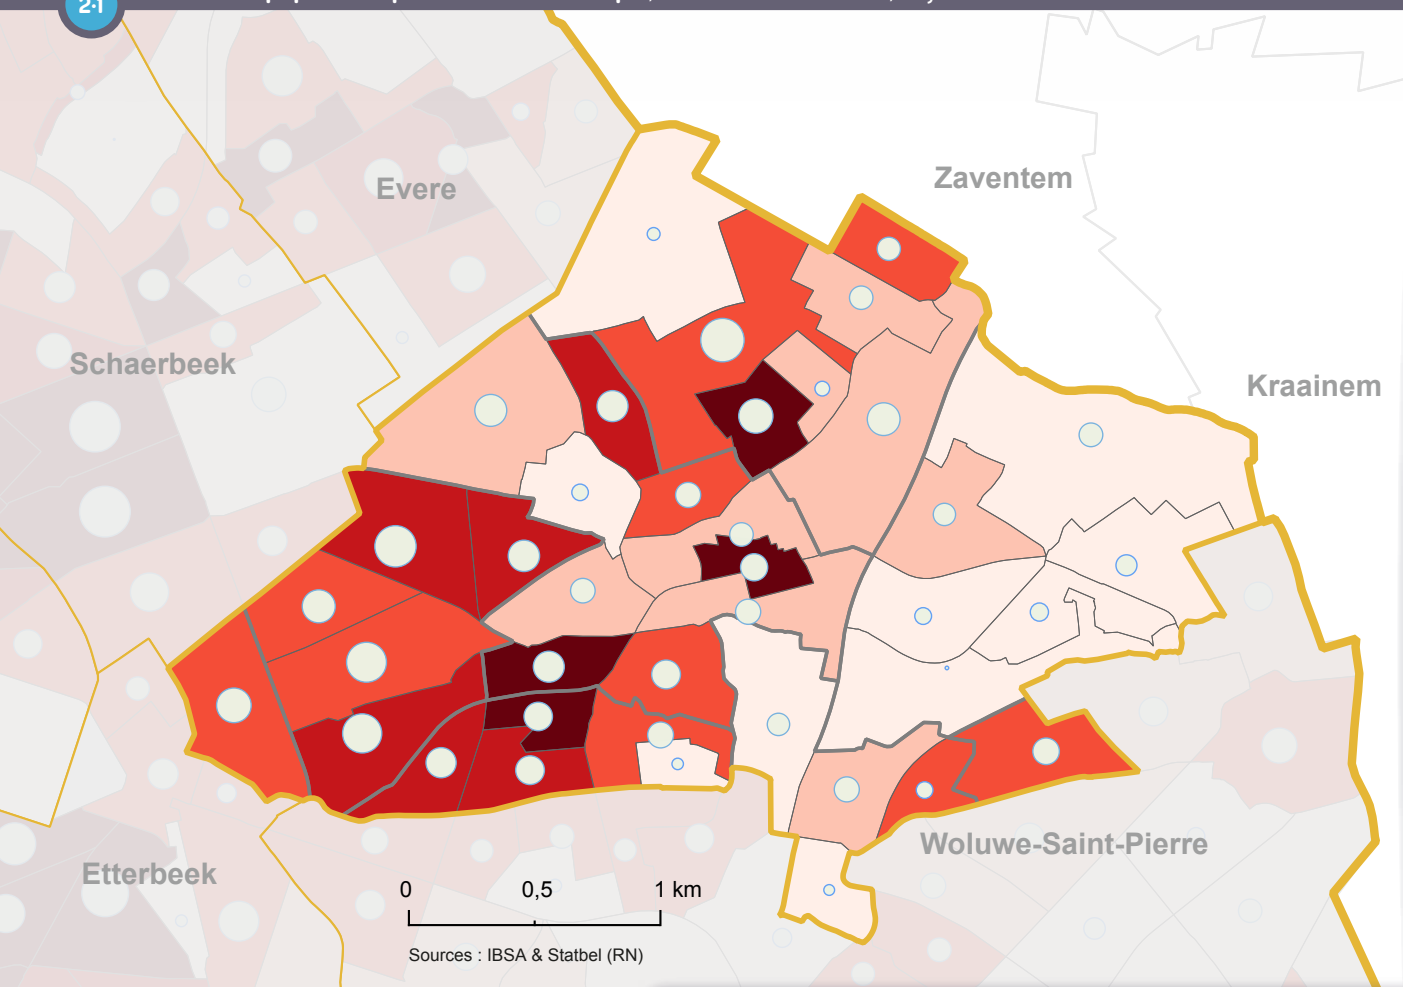 2.1
Zaventem
Evere
Schaerbeek
Kraainem
Woluwe-Saint-Pierre
Etterbeek
0 0,5 1 km
Sources : IBSA & Statbel (RN)